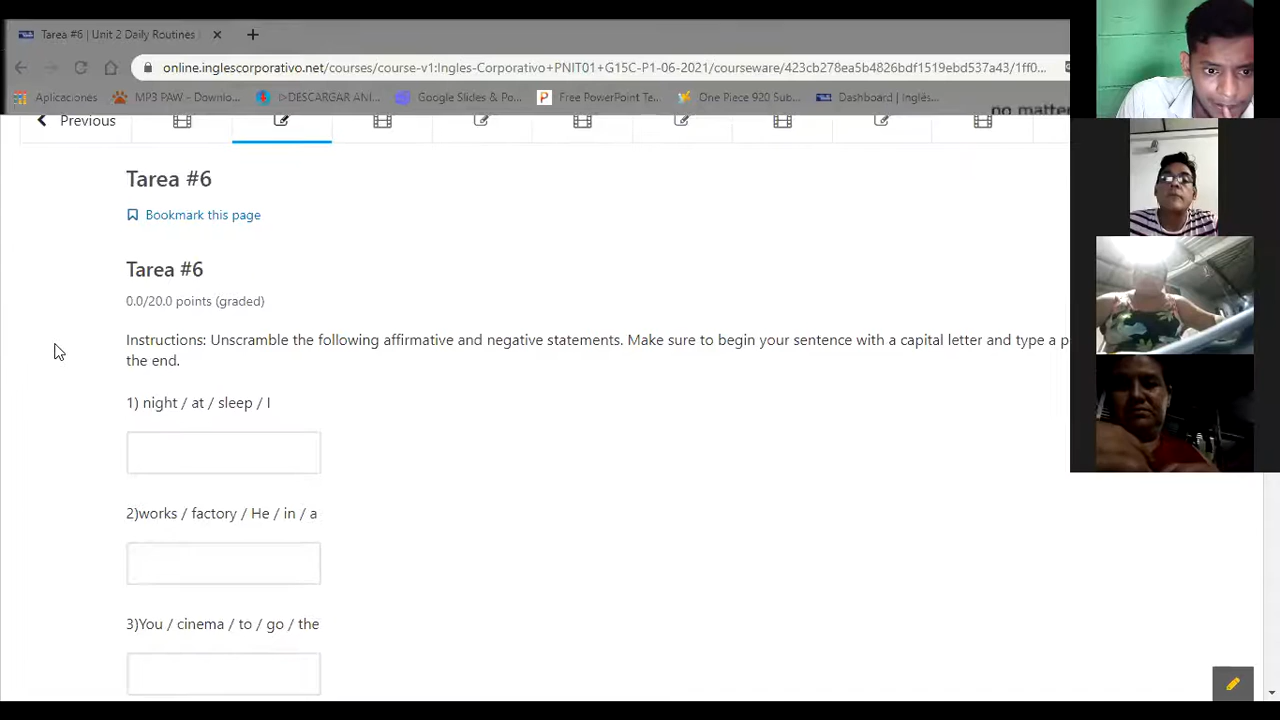 Tarea #6 | Unit 2 Daily Routines
online.inglescorporativo.net/courses/course-v1:Ingles-Corporativo+PNIT01+G15C-P1-06-2021/courseware/423cb278ea5b4826bdf1519ebd537a43/1ff0...
Aplicaciones MP3 PAW - Downlo... ▷DESCARGAR ANI... Google Slides & Po... Free PowerPoint Te... One Piece 920 Sub... Dashboard | Inglés...
no matter
Previous
Tarea #6
Bookmark this page
Tarea #6
0.0/20.0 points (graded)
Instructions: Unscramble the following affirmative and negative statements. Make sure to begin your sentence with a capital letter and type a p
the end.
1) night / at / sleep / I
2)works / factory / He / in / a
3)You / cinema / to / go / the